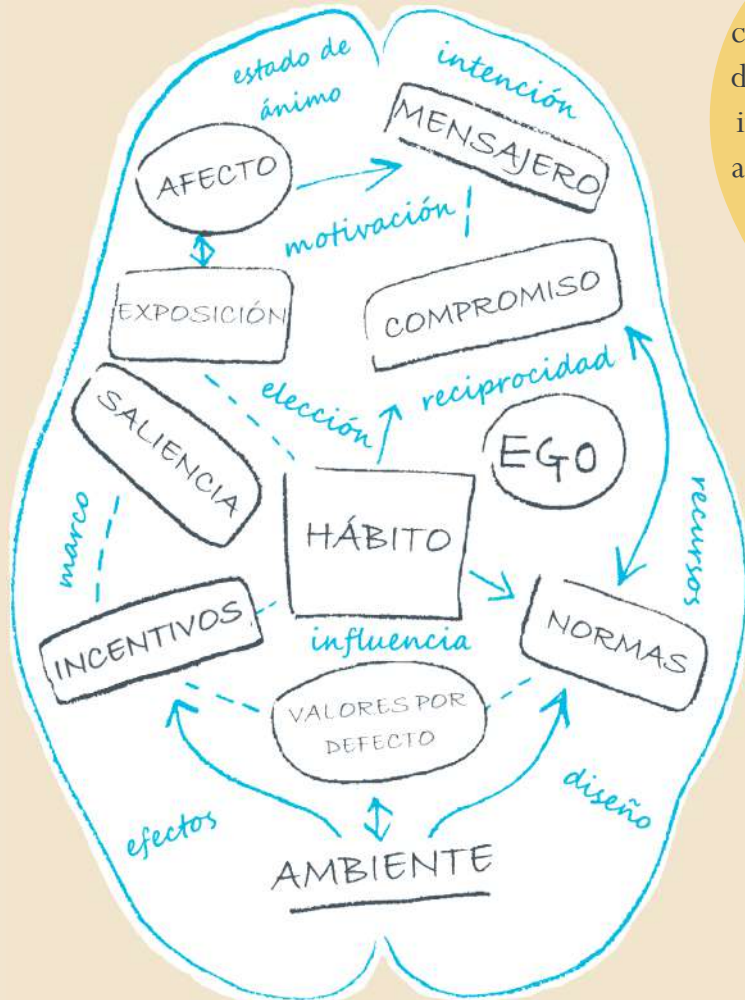 estado de
ánimo
intención
MENSAJERO
AFECTO
motivación
EXPOSICIÓN
COMPROMISO
SALIENCIA
elección
reciprocidad
EGO
marco
HÁBITO
recursos
INCENTIVOS
influencia
NORMAS
VALORES POR
DEFECTO
efectos
diseño
AMBIENTE